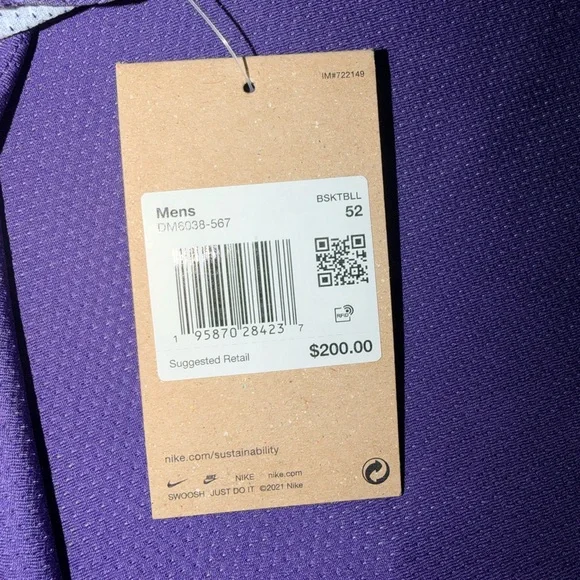 IM#722149
Mens BSKTBLL
DM6038-567 52
1 95870 28423 7
RFID
Suggested Retail $200.00
nike.com/sustainability
NIKE nike.com
SWOOSH JUST DO IT ©2021 Nike